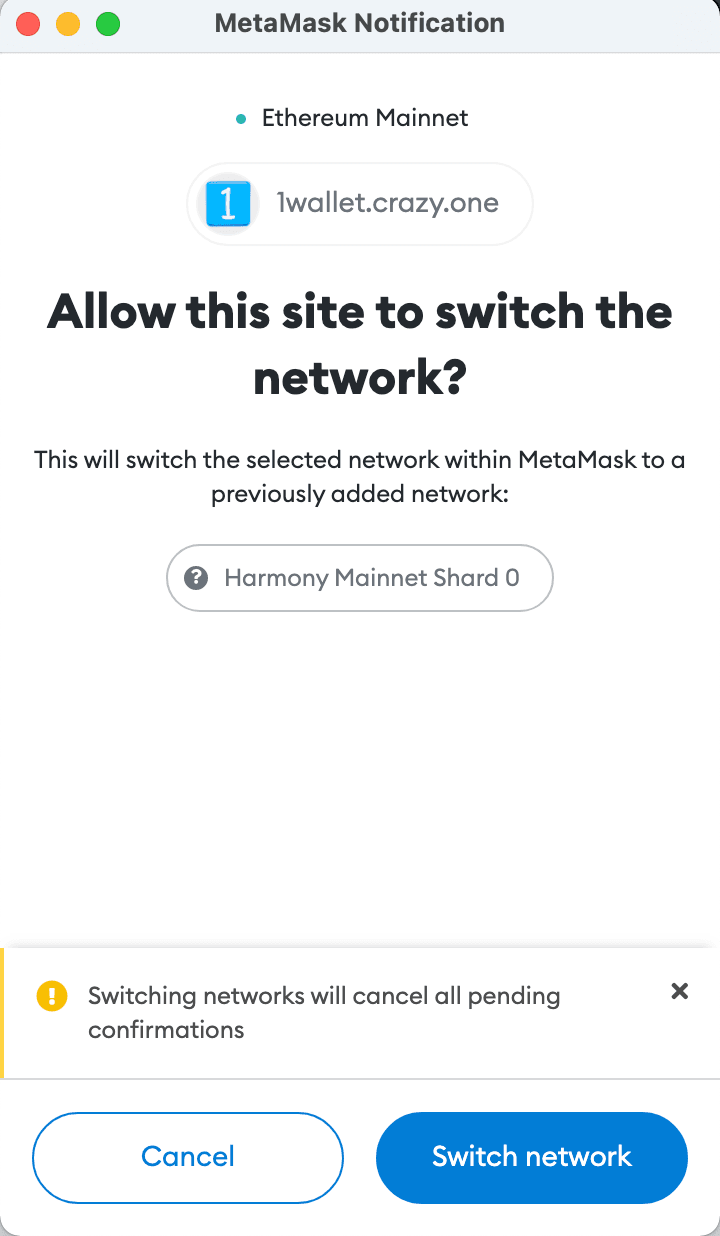 MetaMask Notification
Ethereum Mainnet
1
1wallet.crazy.one
Allow this site to switch the
network?
This will switch the selected network within MetaMask to a
previously added network:
? Harmony Mainnet Shard 0
Switching networks will cancel all pending
confirmations
Cancel
Switch network